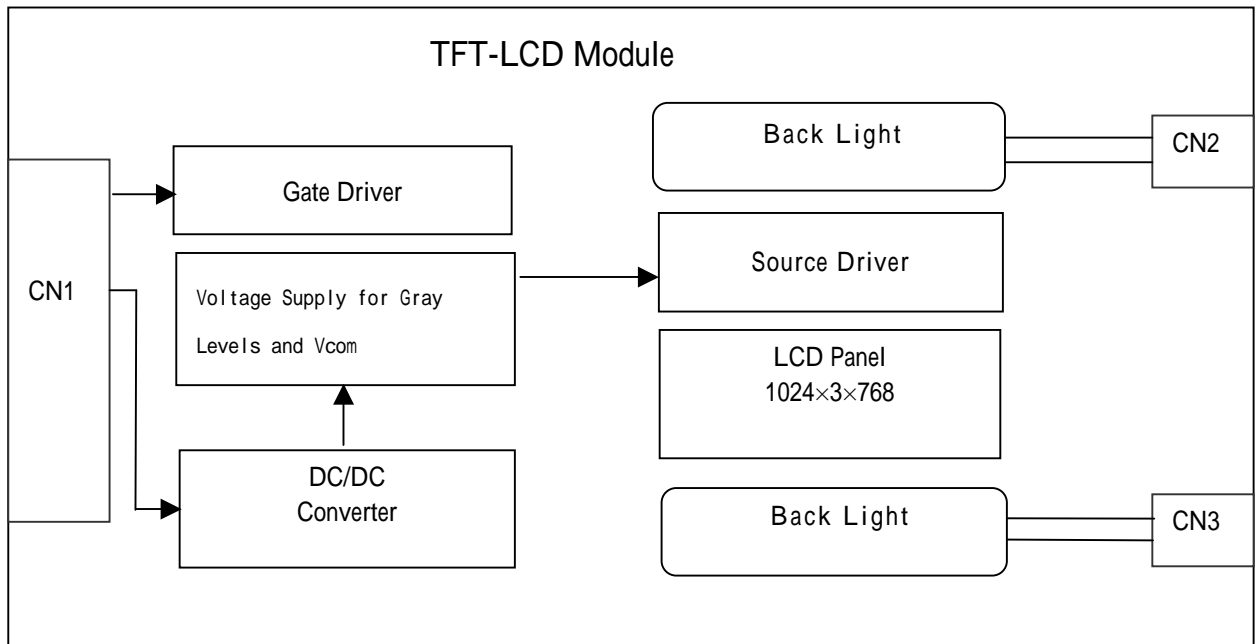 TFT-LCD Module
Back Light
CN2
Gate Driver
Source Driver
CN1
Voltage Supply for Gray
Levels and Vcom
LCD Panel
1024×3×768
DC/DC
Converter
Back Light
CN3